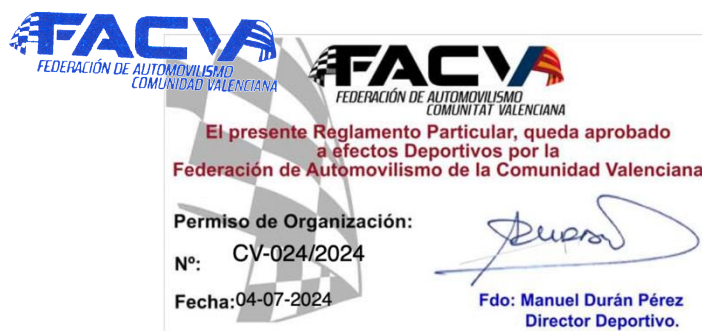 FACVA
FEDERACIÓN DE AUTOMOVILISMO
COMUNIDAD VALENCIANA
FACVA
FEDERACIÓN DE AUTOMOVILISMO
COMUNITAT VALENCIANA
El presente Reglamento Particular, queda aprobado
a efectos Deportivos por la
Federación de Automovilismo de la Comunidad Valenciana
Permiso de Organización:
Nº: CV-024/2024
Fecha:04-07-2024
Fdo: Manuel Durán Pérez
Director Deportivo.